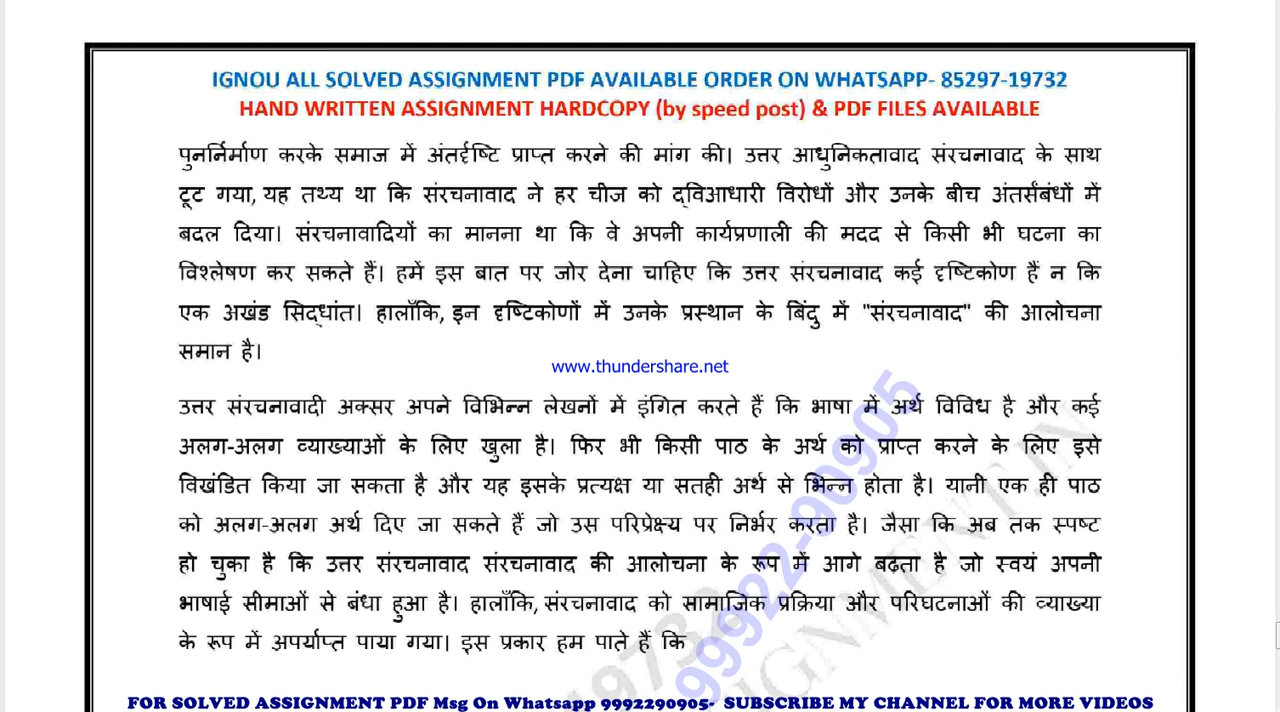 IGNOU ALL SOLVED ASSIGNMENT PDF AVAILABLE ORDER ON WHATSAPP- 85297-19732
HAND WRITTEN ASSIGNMENT HARDCOPY (by speed post) & PDF FILES AVAILABLE
पुनर्निर्माण करके समाज में अंतर्दृष्टि प्राप्त करने की मांग की। उत्तर आधुनिकतावाद संरचनावाद के साथ
टूट गया, यह तथ्य था कि संरचनावाद ने हर चीज को द्विआधारी विरोधों और उनके बीच अंतर्संबंधों में
बदल दिया। संरचनावादियों का मानना था कि वे अपनी कार्यप्रणाली की मदद से किसी भी घटना का
विश्लेषण कर सकते हैं। हमें इस बात पर जोर देना चाहिए कि उत्तर संरचनावाद कई दृष्टिकोण हैं न कि
एक अखंड सिद्धांत। हालाँकि, इन दृष्टिकोणों में उनके प्रस्थान के बिंदु में "संरचनावाद" की आलोचना
समान है।
www.thundershare.net
उत्तर संरचनावादी अक्सर अपने विभिन्न लेखनों में इंगित करते हैं कि भाषा में अर्थ विविध है और कई
अलग-अलग व्याख्याओं के लिए खुला है। फिर भी किसी पाठ के अर्थ को प्राप्त करने के लिए इसे
विखंडित किया जा सकता है और यह इसके प्रत्यक्ष या सतही अर्थ से भिन्न होता है। यानी एक ही पाठ
को अलग-अलग अर्थ दिए जा सकते हैं जो उस परिप्रेक्ष्य पर निर्भर करता है। जैसा कि अब तक स्पष्ट
हो चुका है कि उत्तर संरचनावाद संरचनावाद की आलोचना के रूप में आगे बढ़ता है जो स्वयं अपनी
भाषाई सीमाओं से बंधा हुआ है। हालाँकि, संरचनावाद को सामाजिक प्रक्रिया और परिघटनाओं की व्याख्या
के रूप में अपर्याप्त पाया गया। इस प्रकार हम पाते हैं कि
99922-90905
19732
IGNMENT.IN
FOR SOLVED ASSIGNMENT PDF Msg On Whatsapp 9992290905- SUBSCRIBE MY CHANNEL FOR MORE VIDEOS